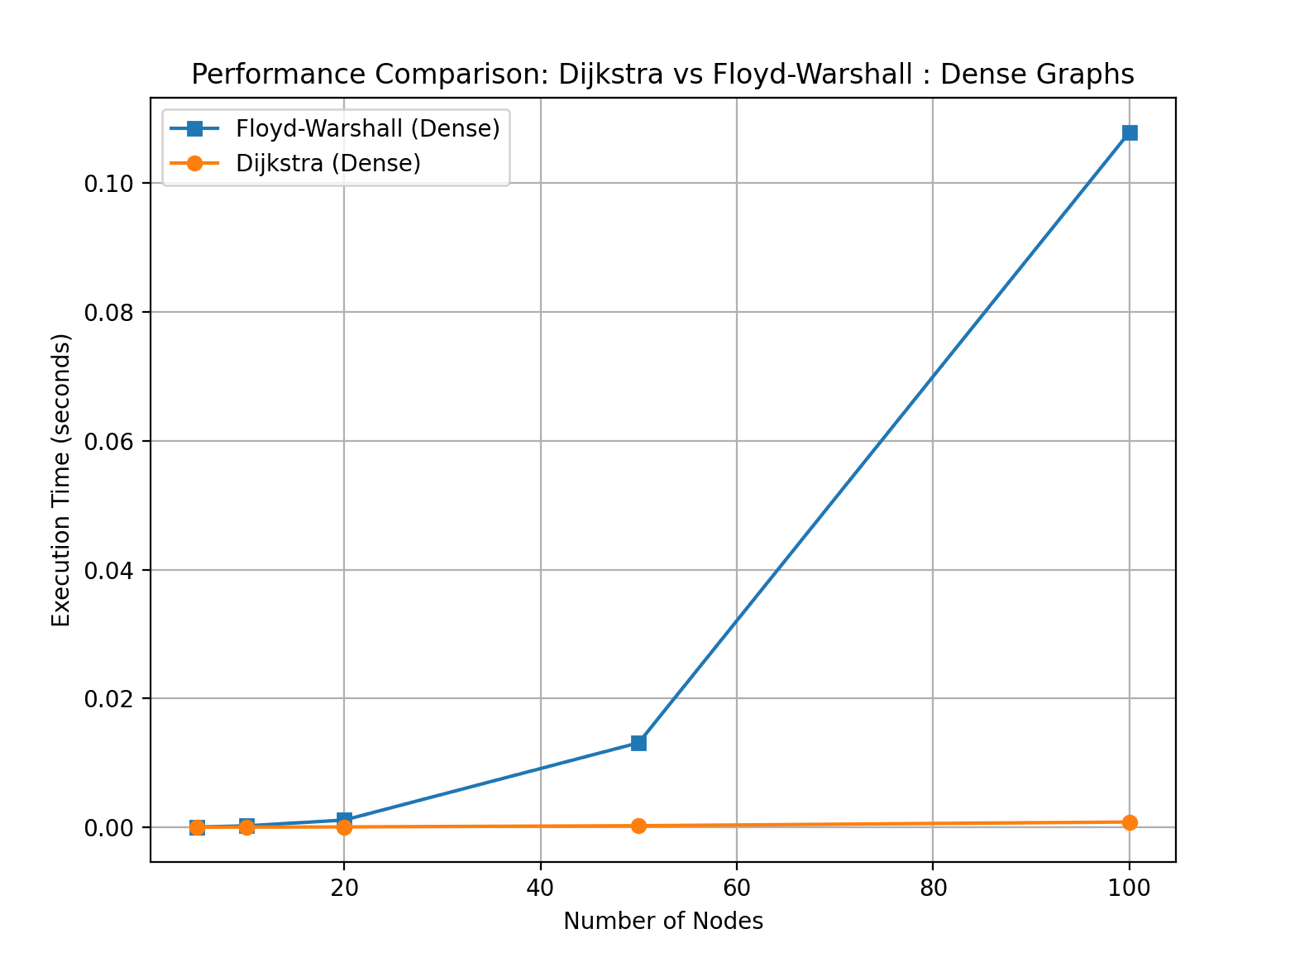 Performance Comparison: Dijkstra vs Floyd-Warshall : Dense Graphs
Floyd-Warshall (Dense)
Dijkstra (Dense)
0.10
0.08
0.06
0.04
0.02
0.00
Execution Time (seconds)
20 40 60 80 100
Number of Nodes